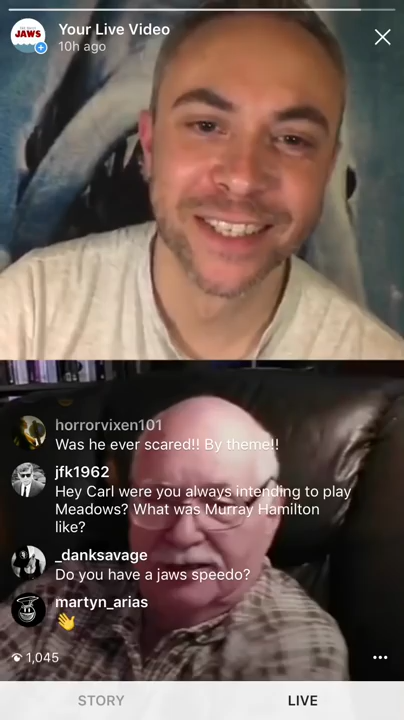 JAWS
Your Live Video
10h ago
horrorvixen101
Was he ever scared!! By theme!!
jfk1962
Hey Carl were you always intending to play
Meadows? What was Murray Hamilton
like?
_danksavage
Do you have a jaws speedo?
martyn_arias
👋
1,045
STORY
LIVE